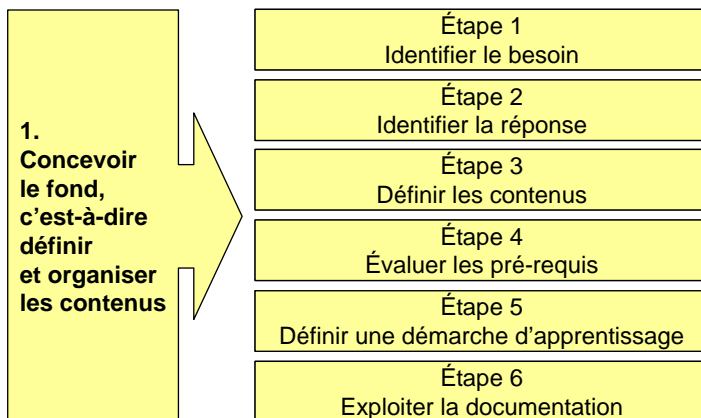 1.
Concevoir
le fond,
c'est-à-dire
définir
et organiser
les contenus
Étape 1
Identifier le besoin
Étape 2
Identifier la réponse
Étape 3
Définir les contenus
Étape 4
Évaluer les pré-requis
Étape 5
Définir une démarche d'apprentissage
Étape 6
Exploiter la documentation